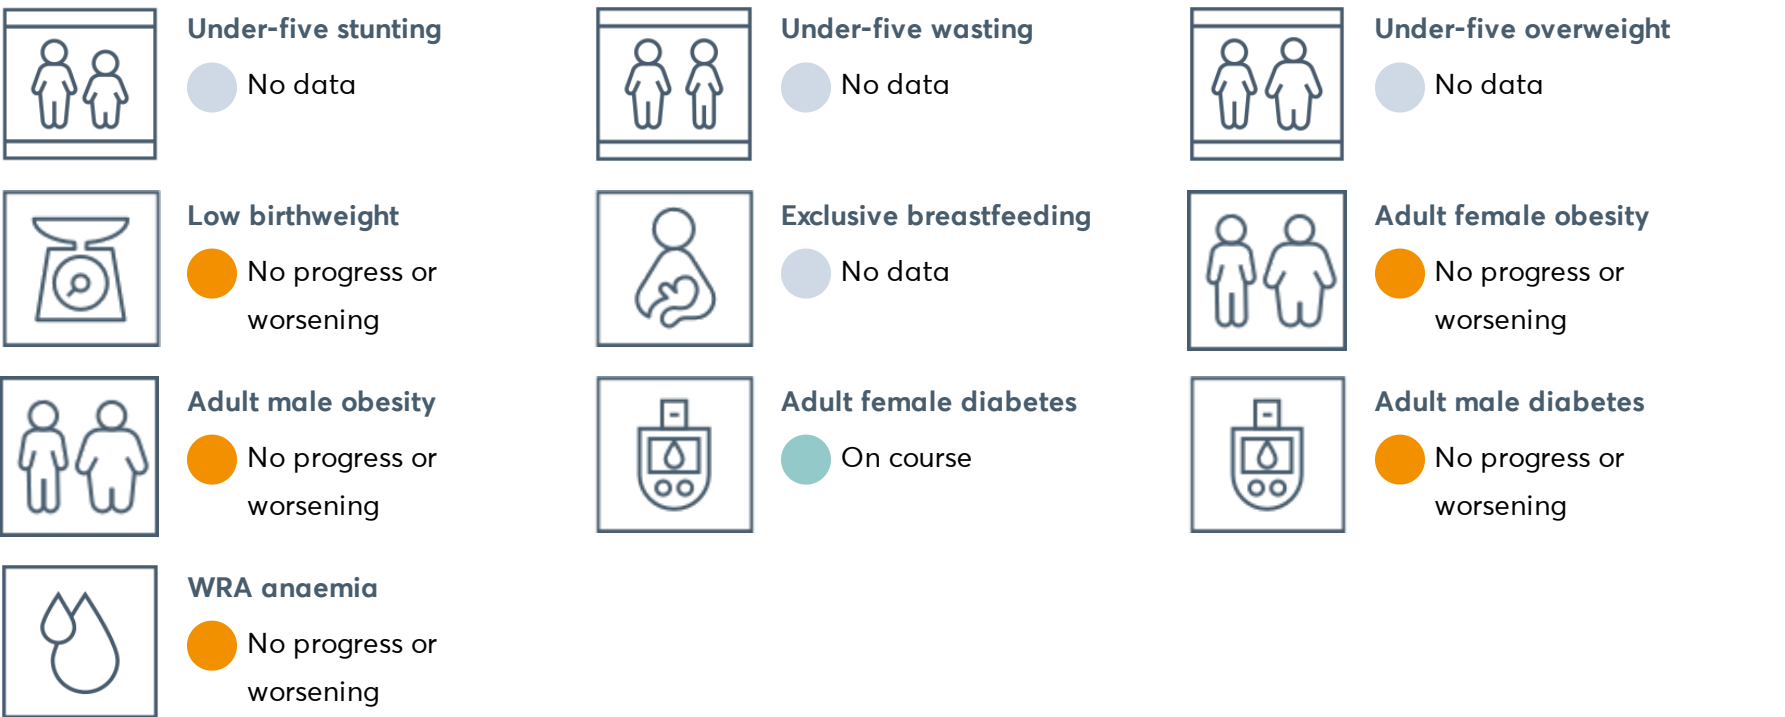 Under-five stunting
No data
Under-five wasting
No data
Under-five overweight
No data
Low birthweight
No progress or
worsening
Exclusive breastfeeding
No data
Adult female obesity
No progress or
worsening
Adult male obesity
No progress or
worsening
Adult female diabetes
On course
Adult male diabetes
No progress or
worsening
WRA anaemia
No progress or
worsening